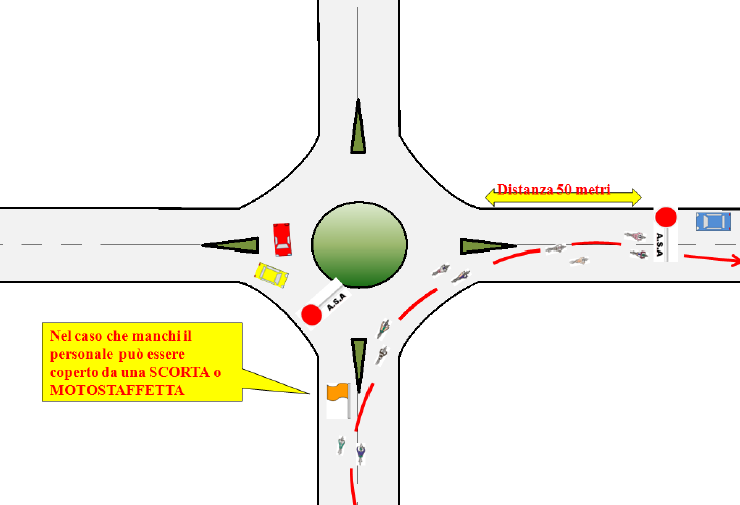 Distanza 50 metri
A.S.A
A.S.A
Nel caso che manchi il
personale può essere
coperto da una SCORTA o
MOTOSTAFFETTA